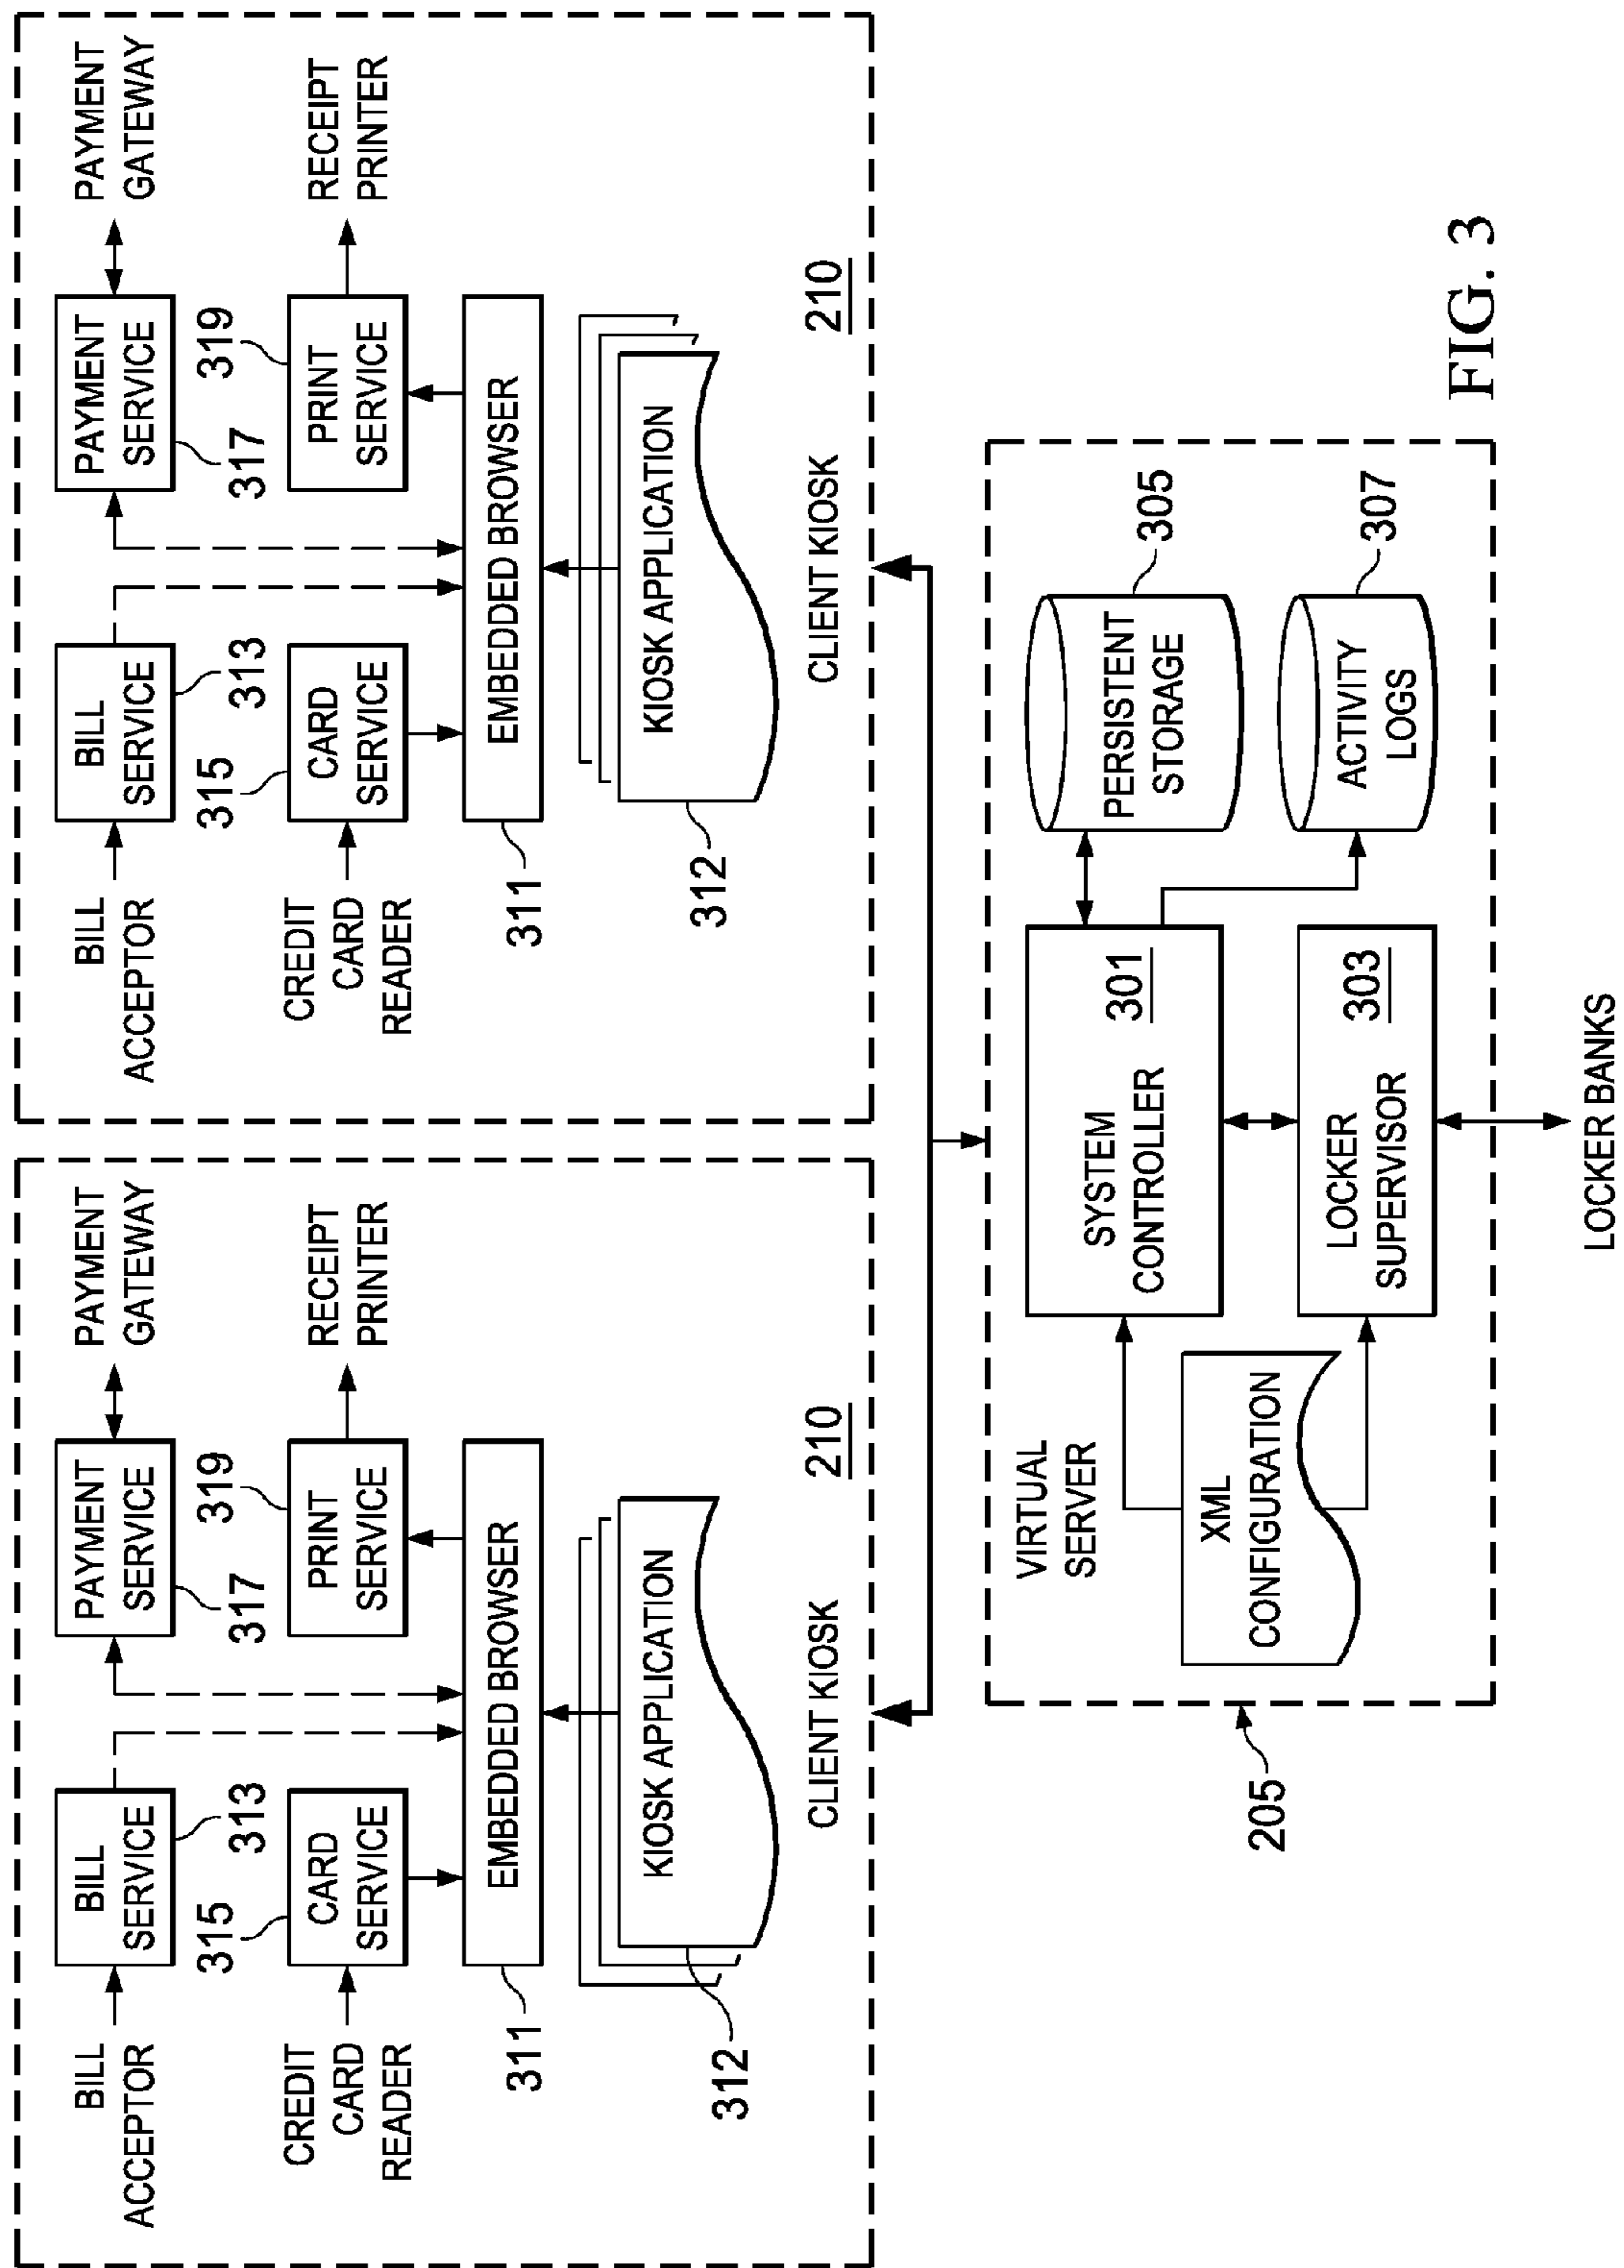 BILL
ACCEPTOR
BILL
SERVICE
313
PAYMENT
SERVICE
317
PAYMENT
GATEWAY
CREDIT
CARD
READER
315
CARD
SERVICE
319
PRINT
SERVICE
RECEIPT
PRINTER
311
EMBEDDED BROWSER
312
KIOSK APPLICATION
CLIENT KIOSK
210
BILL
ACCEPTOR
BILL
SERVICE
313
PAYMENT
SERVICE
317
PAYMENT
GATEWAY
CREDIT
CARD
READER
315
CARD
SERVICE
319
PRINT
SERVICE
RECEIPT
PRINTER
311
EMBEDDED BROWSER
312
KIOSK APPLICATION
CLIENT KIOSK
210
205
VIRTUAL
SERVER
XML
CONFIGURATION
SYSTEM
CONTROLLER
301
LOCKER
SUPERVISOR
303
PERSISTENT
STORAGE
305
ACTIVITY
LOGS
307
LOCKER BANKS
FIG. 3